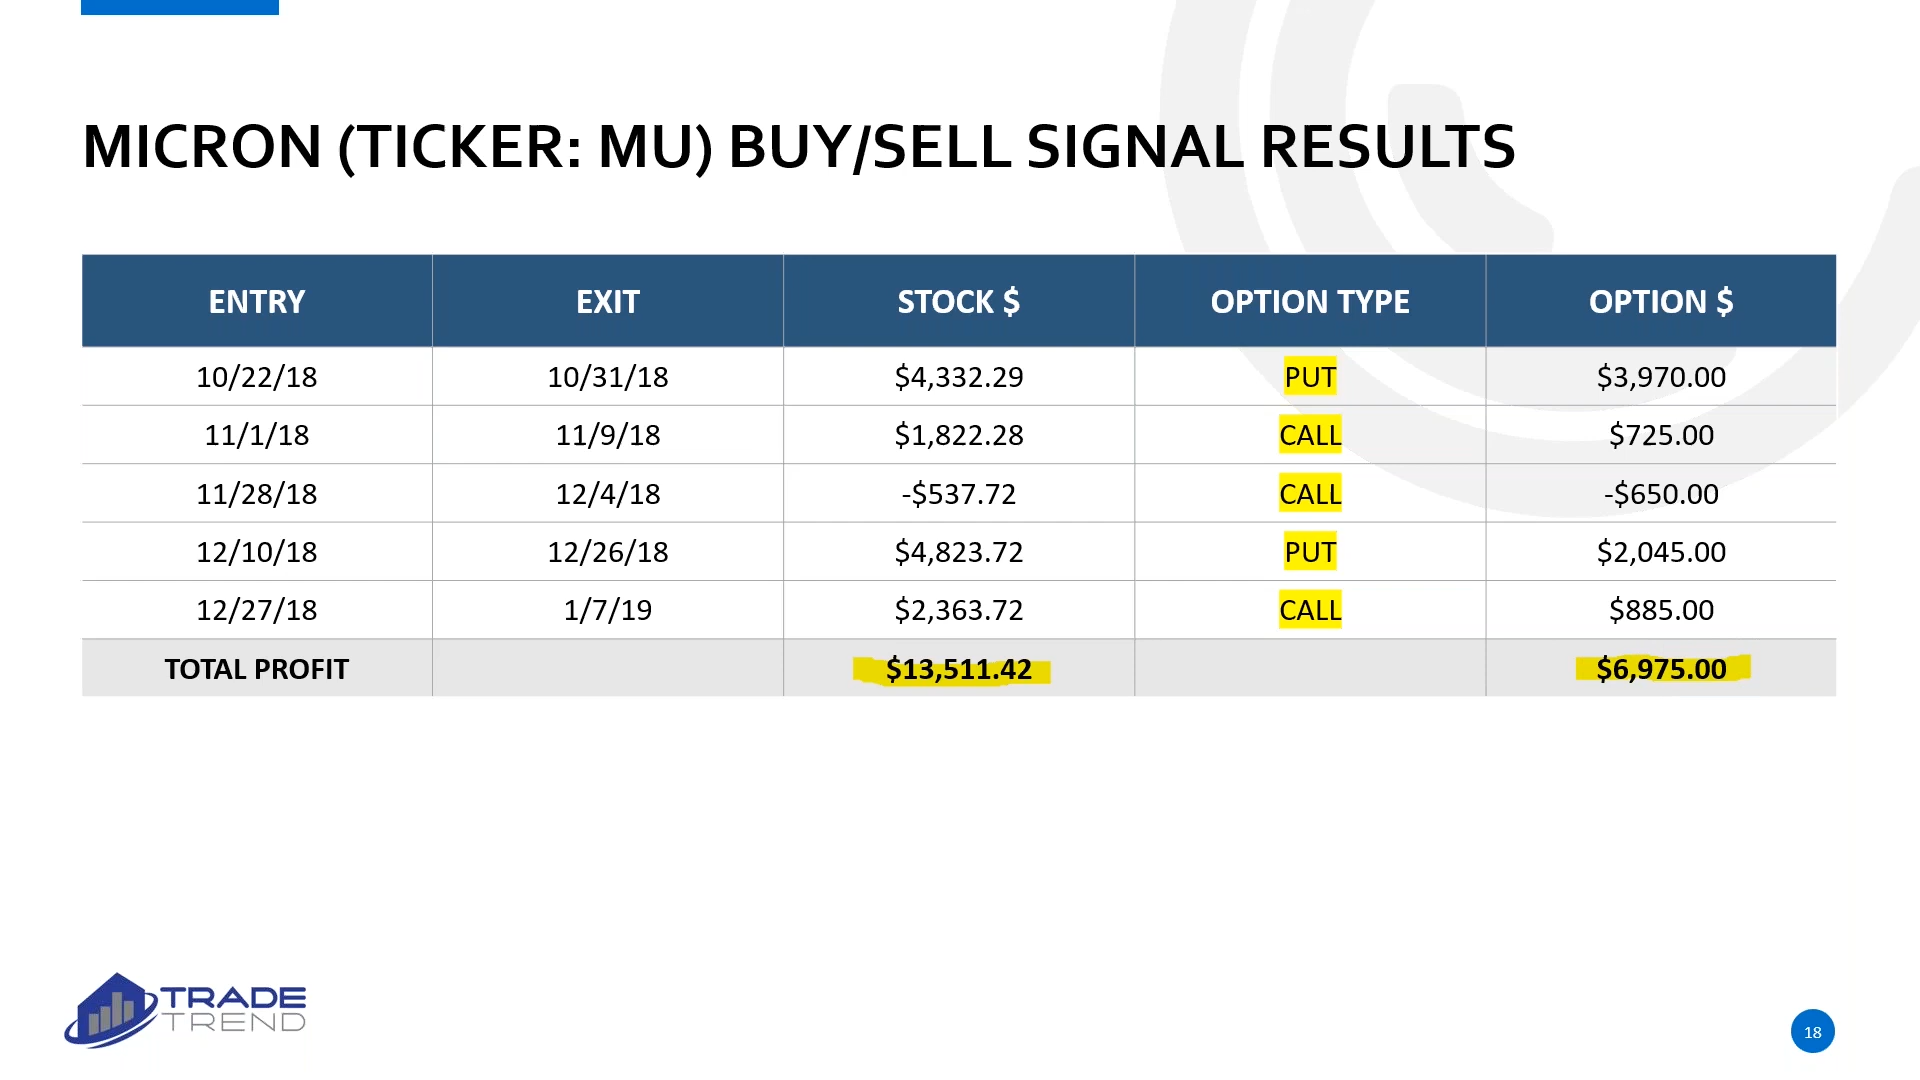 MICRON (TICKER: MU) BUY/SELL SIGNAL RESULTS
ENTRY EXIT STOCK $ OPTION TYPE OPTION $
10/22/18 10/31/18 $4,332.29 PUT $3,970.00
11/1/18 11/9/18 $1,822.28 CALL $725.00
11/28/18 12/4/18 -$537.72 CALL -$650.00
12/10/18 12/26/18 $4,823.72 PUT $2,045.00
12/27/18 1/7/19 $2,363.72 CALL $885.00
TOTAL PROFIT $13,511.42 $6,975.00
TRADE
TREND
18